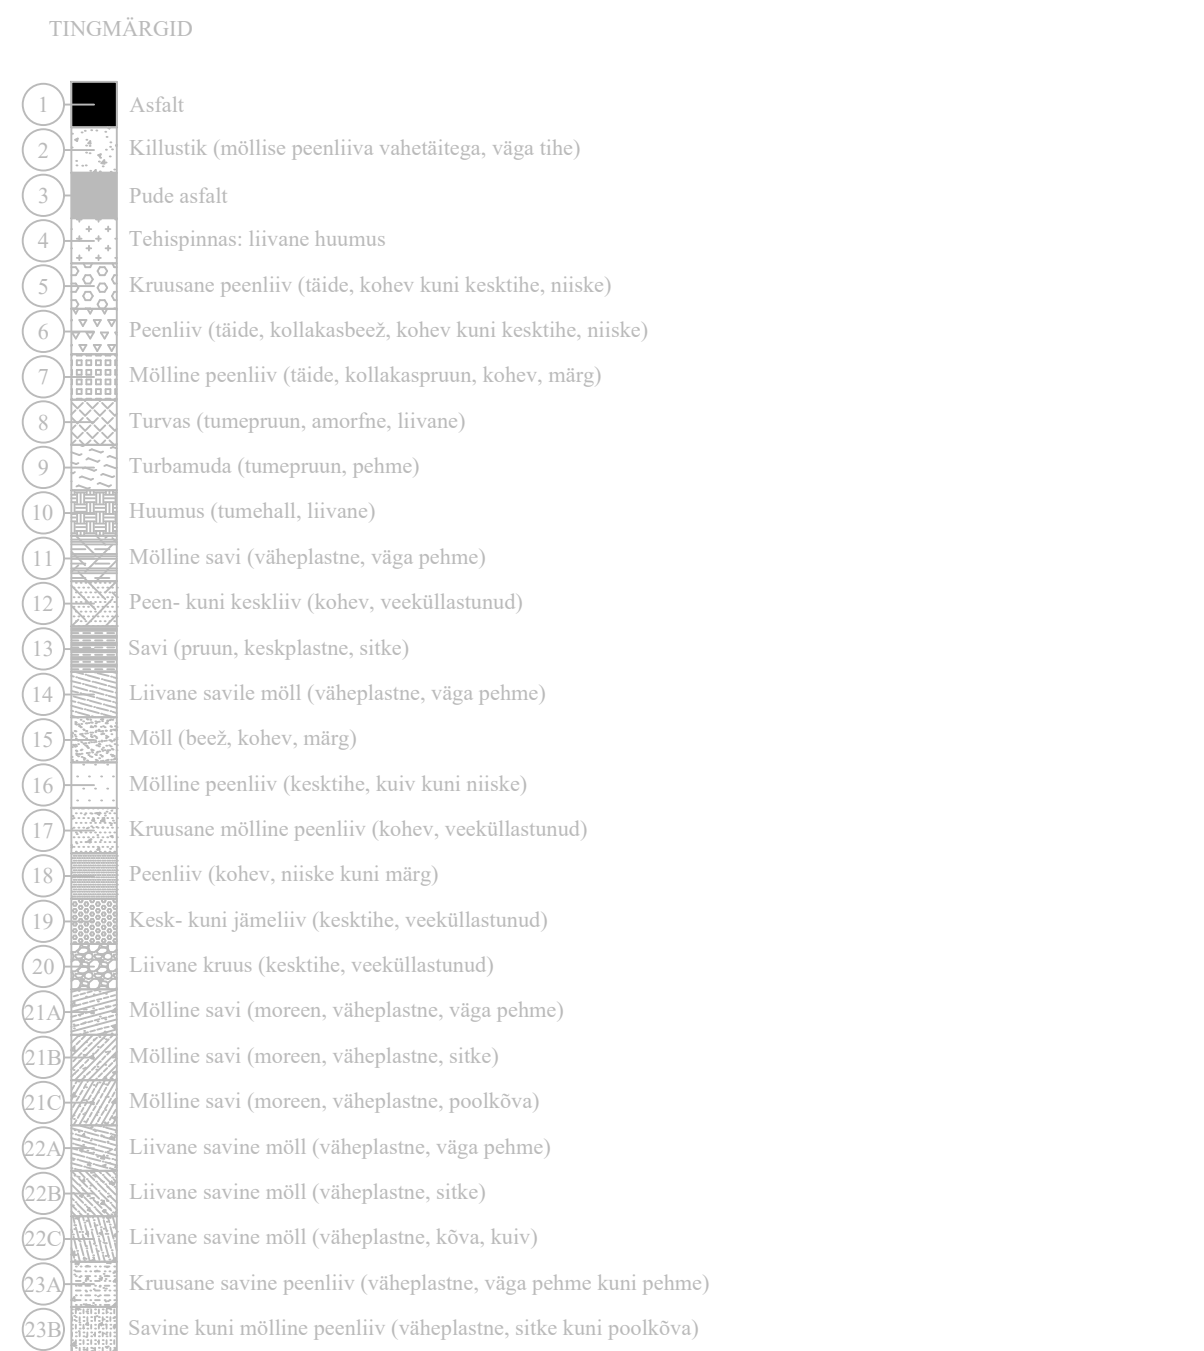 TINGMÄRGID
1 Asfalt
2 Killustik (möllise peenliiva vahetäitega, väga tihe)
3 Pude asfalt
4 Tehispinnas: liivane huumus
5 Kruusane peenliiv (täide, kohev kuni kesktihe, niiske)
6 Peenliiv (täide, kollakasbeež, kohev kuni kesktihe, niiske)
7 Mölline peenliiv (täide, kollakaspruun, kohev, märg)
8 Turvas (tumepruun, amorfne, liivane)
9 Turbamuda (tumepruun, pehme)
10 Huumus (tumehall, liivane)
11 Mölline savi (väheplastne, väga pehme)
12 Peen- kuni keskliiv (kohev, veeküllastunud)
13 Savi (pruun, keskplastne, sitke)
14 Liivane savile möll (väheplastne, väga pehme)
15 Möll (beež, kohev, märg)
16 Mölline peenliiv (kesktihe, kuiv kuni niiske)
17 Kruusane mölline peenliiv (kohev, veeküllastunud)
18 Peenliiv (kohev, niiske kuni märg)
19 Kesk- kuni jämeliiv (kesktihe, veeküllastunud)
20 Liivane kruus (kesktihe, veeküllastunud)
21A Mölline savi (moreen, väheplastne, väga pehme)
21B Mölline savi (moreen, väheplastne, sitke)
21C Mölline savi (moreen, väheplastne, poolkõva)
22A Liivane savine möll (väheplastne, väga pehme)
22B Liivane savine möll (väheplastne, sitke)
22C Liivane savine möll (väheplastne, kõva, kuiv)
23A Kruusane savine peenliiv (väheplastne, väga pehme kuni pehme)
23B Savine kuni mölline peenliiv (väheplastne, sitke kuni poolkõva)